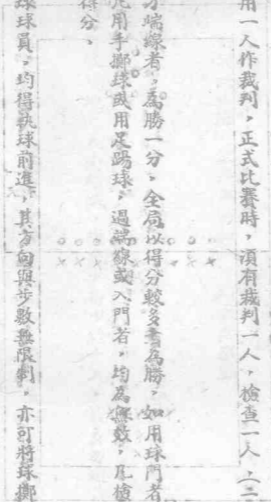 用一人作裁判，正式比賽時，須有裁判一人，檢查一人，（二
端線者，為勝一分，全局以得分較多者為勝，如用球門者
用手擲球或用足踢球，過端線或入門者，均為無效，凡檢
得分，
球員，均得執球前進，其方向與步數無限制，亦可將球擲